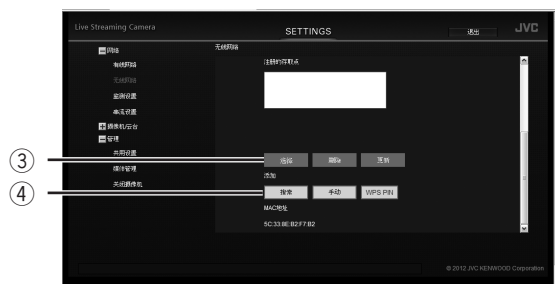 Live Streaming Camera
SETTINGS
退出
JVC
网络
无线网络
有线网络
注册的存取点
无线网络
监测设置
串流设置
摄像机/云台
管理
共用设置
③
选择 删除 更新
媒体管理
添加
关闭摄像机
④
搜索 手动 WPS PIN
MAC地址
5C:33:8E:B2:F7:B2
© 2012 JVC KENWOOD Corporation